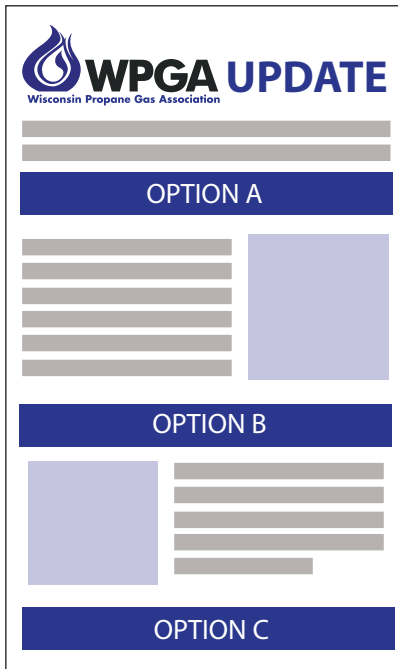 WPGA UPDATE
Wisconsin Propane Gas Association
OPTION A
OPTION B
OPTION C